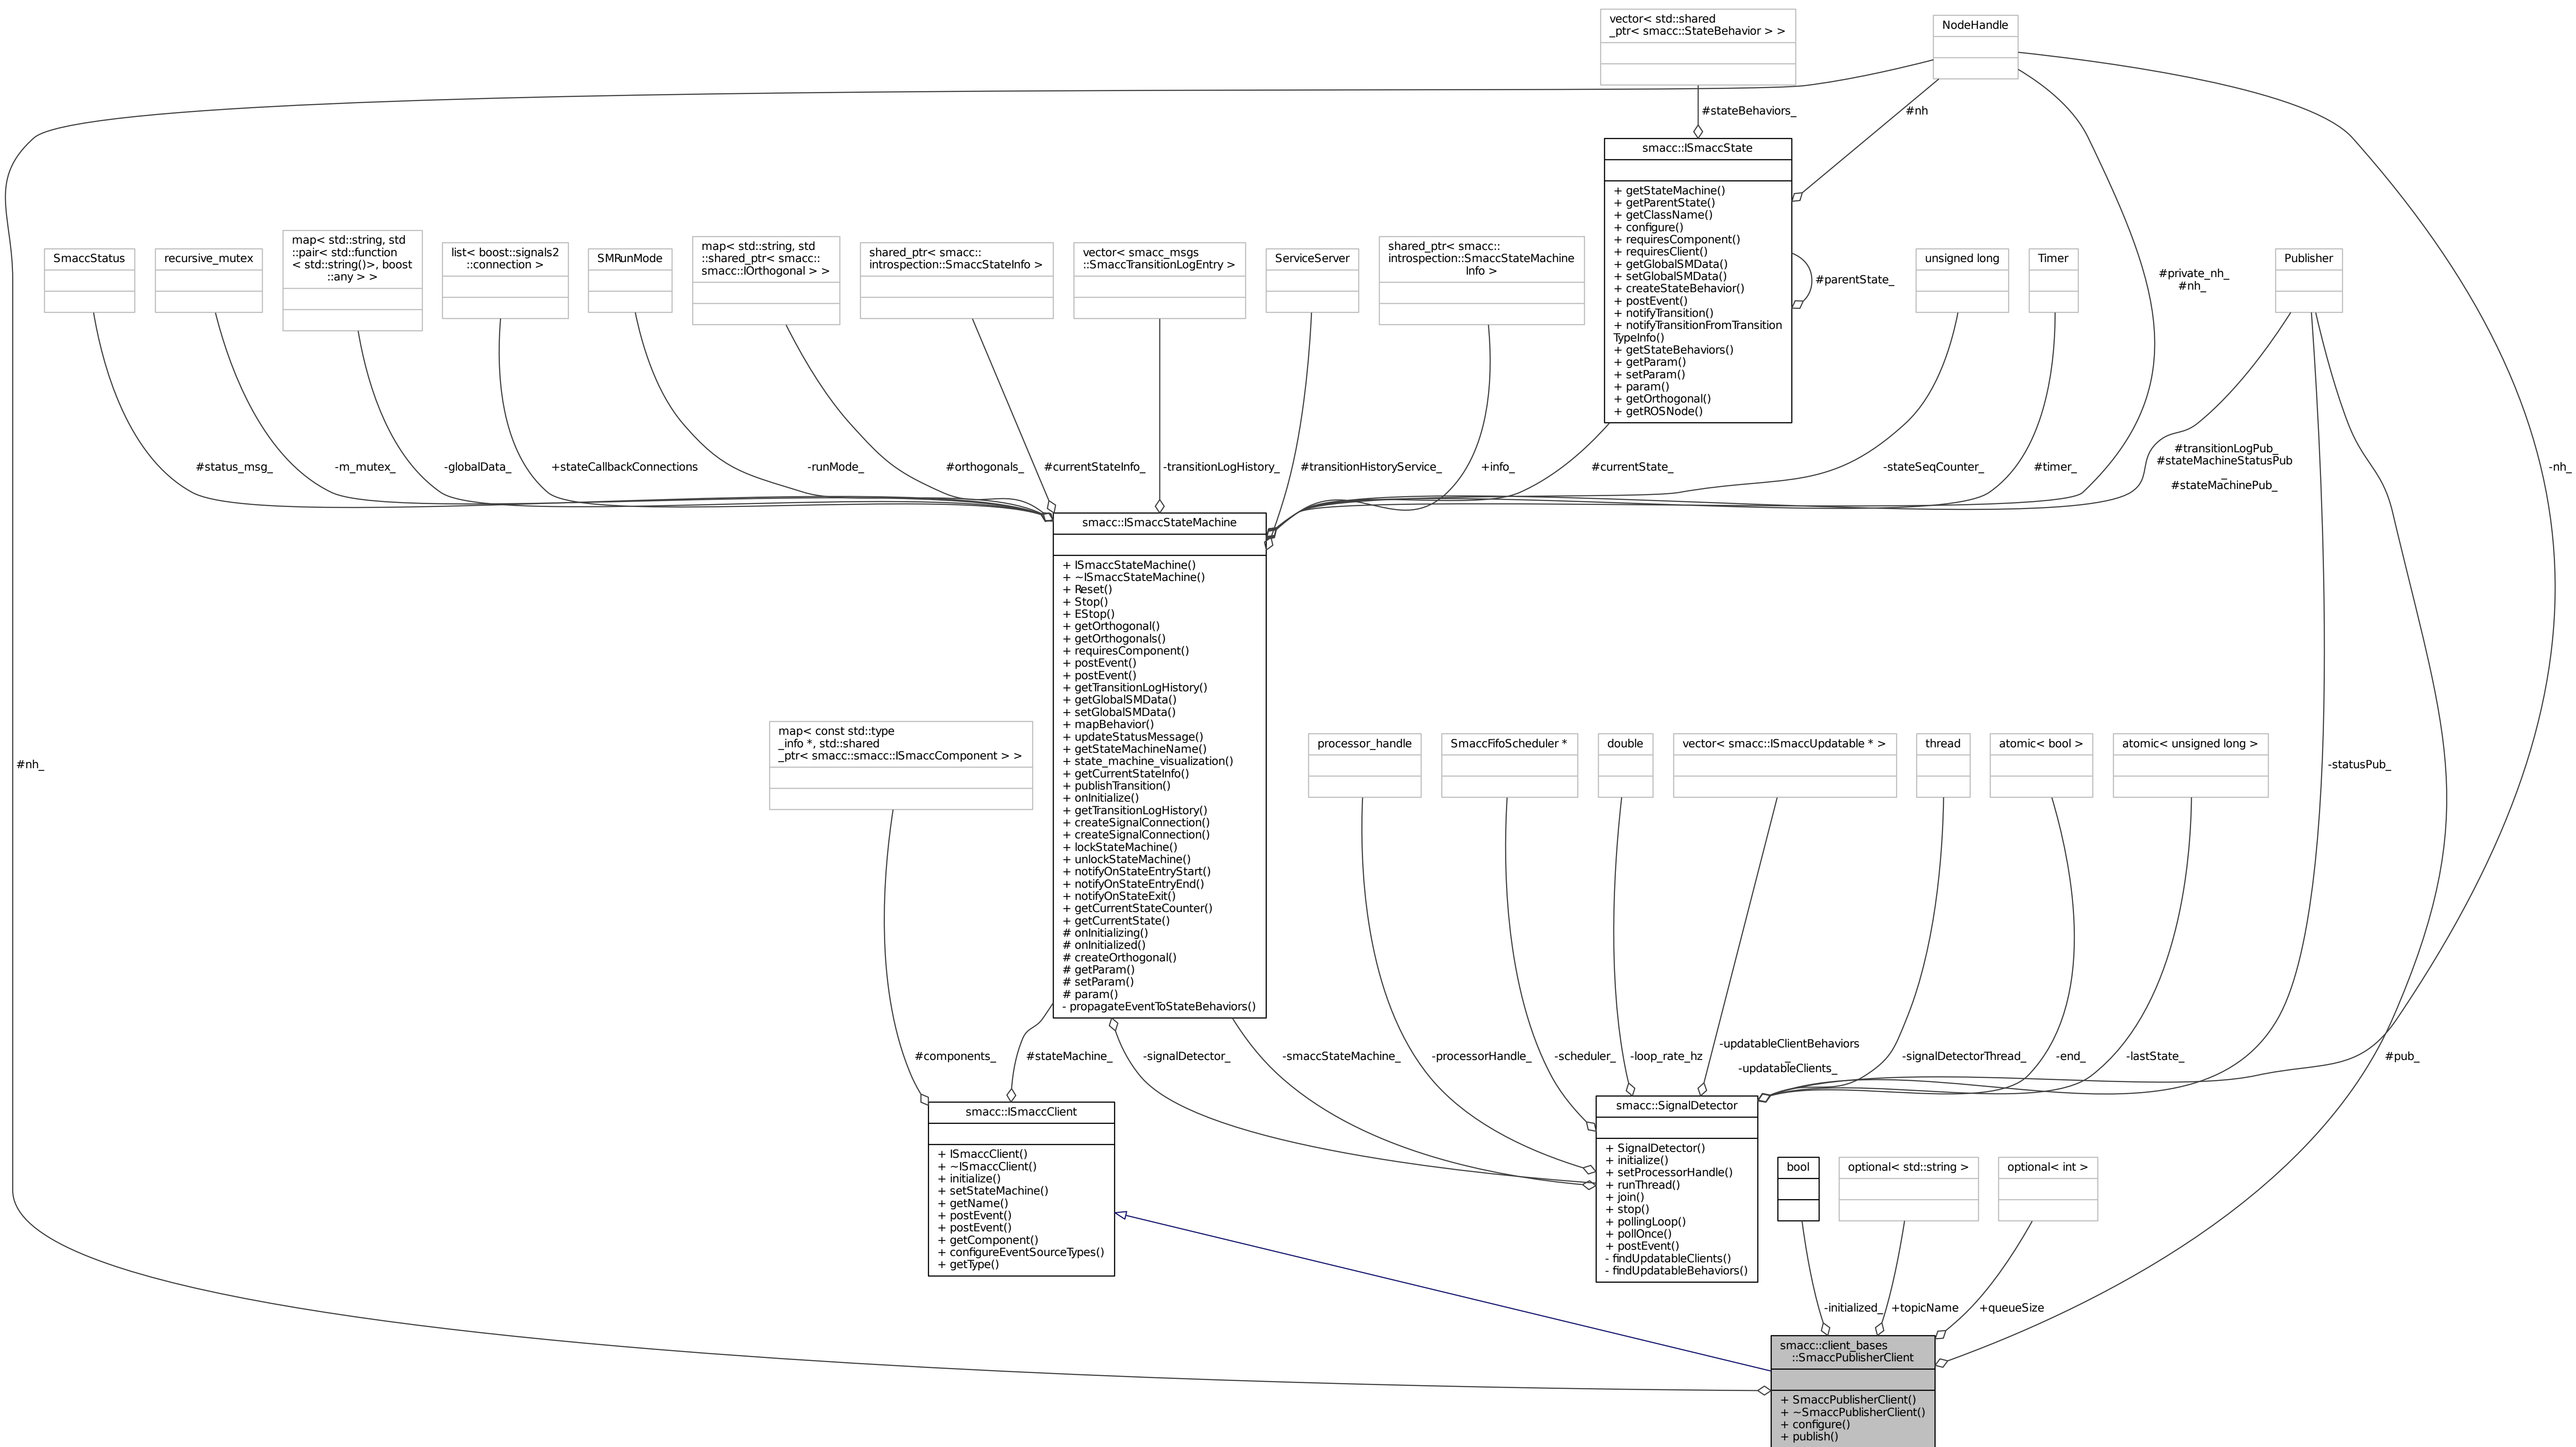 vector< std::shared
_ptr< smacc::StateBehavior > >
NodeHandle
#stateBehaviors_
#nh
smacc::ISmaccState
+ getStateMachine()
+ getParentState()
+ getClassName()
+ configure()
+ requiresComponent()
+ requiresClient()
+ getGlobalSMData()
+ setGlobalSMData()
+ createStateBehavior()
+ postEvent()
+ notifyTransition()
+ notifyTransitionFromTransition
TypeInfo()
+ getStateBehaviors()
+ getParam()
+ setParam()
+ param()
+ getOrthogonal()
+ getROSNode()
#parentState_
SmaccStatus
recursive_mutex
map< std::string, std
::pair< std::function
< std::string()>, boost
::any > >
list< boost::signals2
::connection >
SMRunMode
map< std::string, std
::shared_ptr< smacc::
smacc::IOrthogonal > >
shared_ptr< smacc::
introspection::SmaccStateInfo >
vector< smacc_msgs
::SmaccTransitionLogEntry >
ServiceServer
shared_ptr< smacc::
introspection::SmaccStateMachine
Info >
unsigned long
Timer
#private_nh_
#nh_
Publisher
#status_msg_
-m_mutex_
-globalData_
+stateCallbackConnections
-runMode_
#orthogonals_
#currentStateInfo_
-transitionLogHistory_
#transitionHistoryService_
+info_
#currentState_
-stateSeqCounter_
#timer_
#transitionLogPub_
#stateMachineStatusPub
_
#stateMachinePub_
-nh_
smacc::ISmaccStateMachine
+ ISmaccStateMachine()
+ ~ISmaccStateMachine()
+ Reset()
+ Stop()
+ EStop()
+ getOrthogonal()
+ getOrthogonals()
+ requiresComponent()
+ postEvent()
+ postEvent()
+ getTransitionLogHistory()
+ getGlobalSMData()
+ setGlobalSMData()
+ mapBehavior()
+ updateStatusMessage()
+ getStateMachineName()
+ state_machine_visualization()
+ getCurrentStateInfo()
+ publishTransition()
+ onInitialize()
+ getTransitionLogHistory()
+ createSignalConnection()
+ createSignalConnection()
+ lockStateMachine()
+ unlockStateMachine()
+ notifyOnStateEntryStart()
+ notifyOnStateEntryEnd()
+ notifyOnStateExit()
+ getCurrentStateCounter()
+ getCurrentState()
# onInitializing()
# onInitialized()
# createOrthogonal()
# getParam()
# setParam()
# param()
- propagateEventToStateBehaviors()
#nh_
map< const std::type
_info *, std::shared
_ptr< smacc::smacc::ISmaccComponent > >
processor_handle
SmaccFifoScheduler *
double
vector< smacc::ISmaccUpdatable * >
thread
atomic< bool >
atomic< unsigned long >
-statusPub_
#components_
#stateMachine_
-signalDetector_
-smaccStateMachine_
-processorHandle_
-scheduler_
-loop_rate_hz
-updatableClientBehaviors
_
-updatableClients_
-signalDetectorThread_
-end_
-lastState_
#pub_
smacc::ISmaccClient
+ ISmaccClient()
+ ~ISmaccClient()
+ initialize()
+ setStateMachine()
+ getName()
+ postEvent()
+ postEvent()
+ getComponent()
+ configureEventSourceTypes()
+ getType()
smacc::SignalDetector
+ SignalDetector()
+ initialize()
+ setProcessorHandle()
+ runThread()
+ join()
+ stop()
+ pollingLoop()
+ pollOnce()
+ postEvent()
- findUpdatableClients()
- findUpdatableBehaviors()
bool
optional< std::string >
optional< int >
-initialized_
+topicName
+queueSize
smacc::client_bases
::SmaccPublisherClient
+ SmaccPublisherClient()
+ ~SmaccPublisherClient()
+ configure()
+ publish()